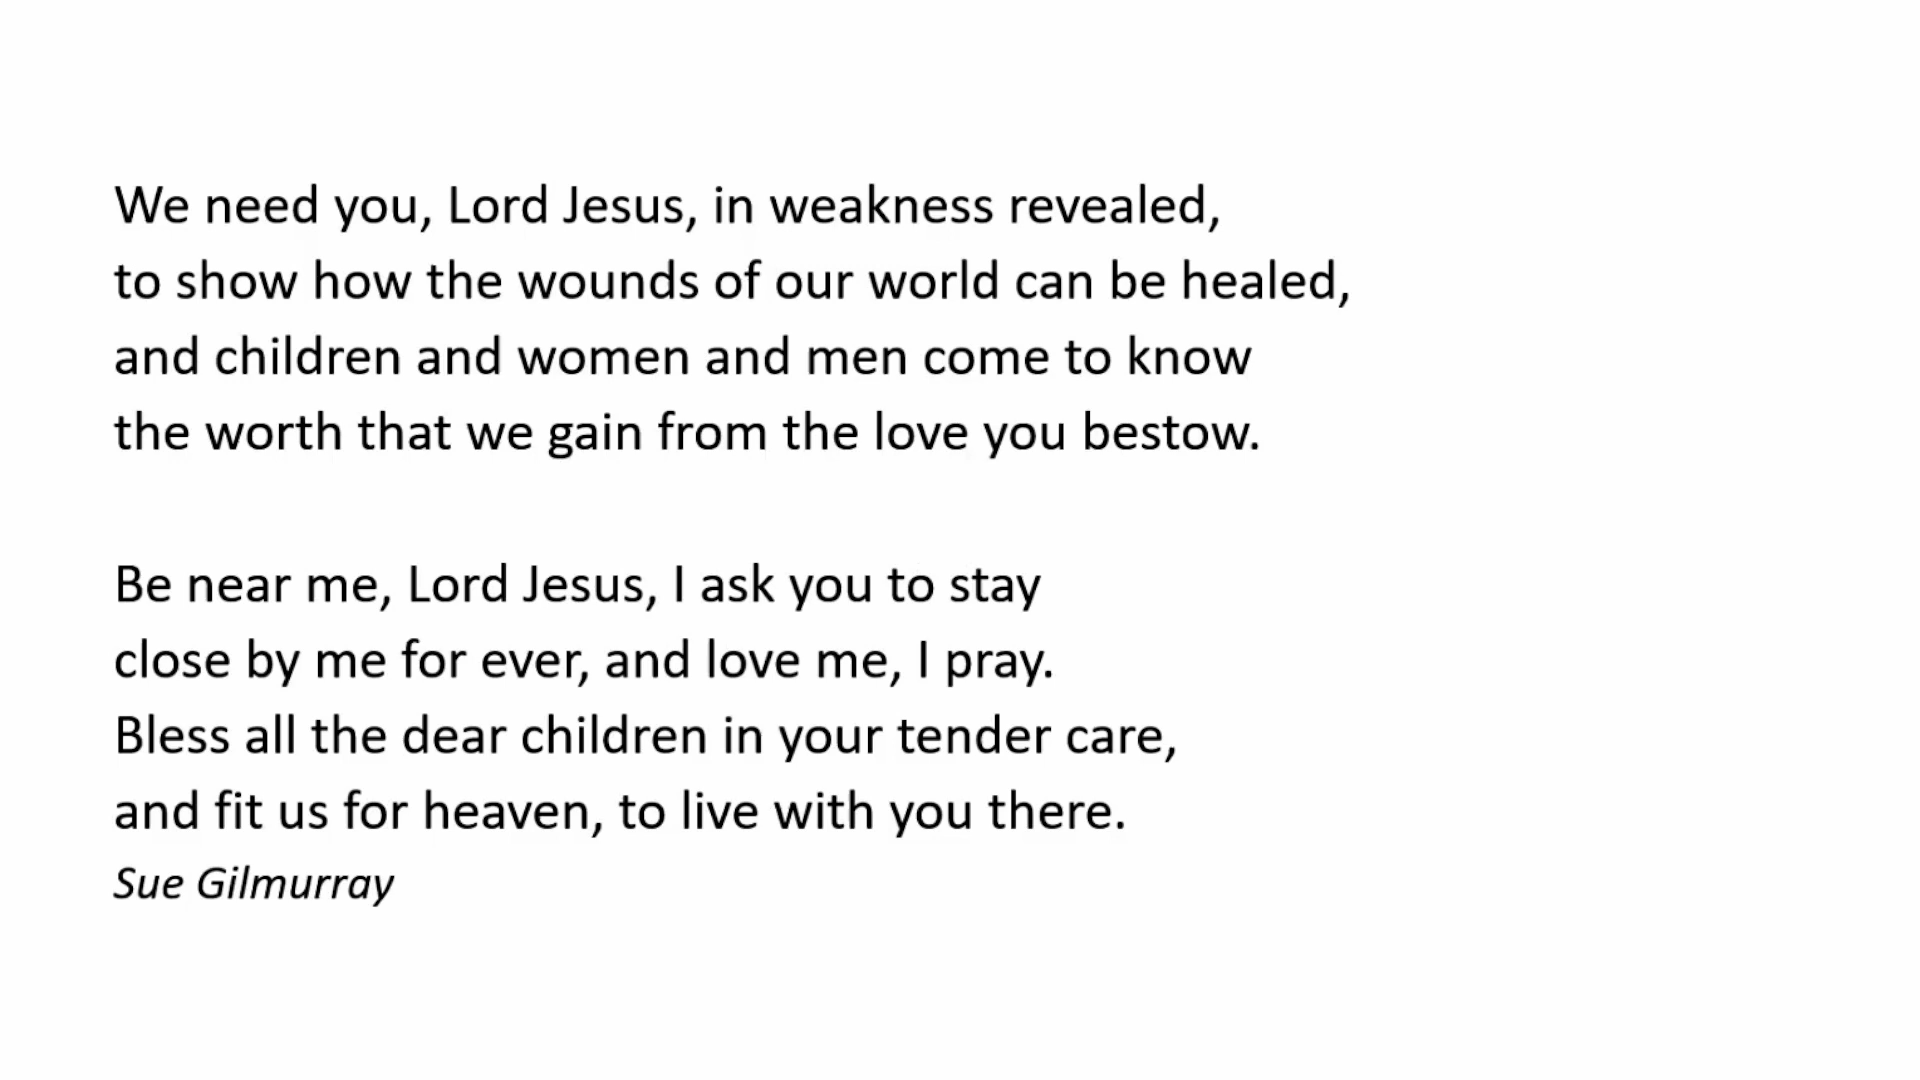 We need you, Lord Jesus, in weakness revealed,
to show how the wounds of our world can be healed,
and children and women and men come to know
the worth that we gain from the love you bestow.
Be near me, Lord Jesus, I ask you to stay
close by me for ever, and love me, I pray.
Bless all the dear children in your tender care,
and fit us for heaven, to live with you there.
Sue Gilmurray